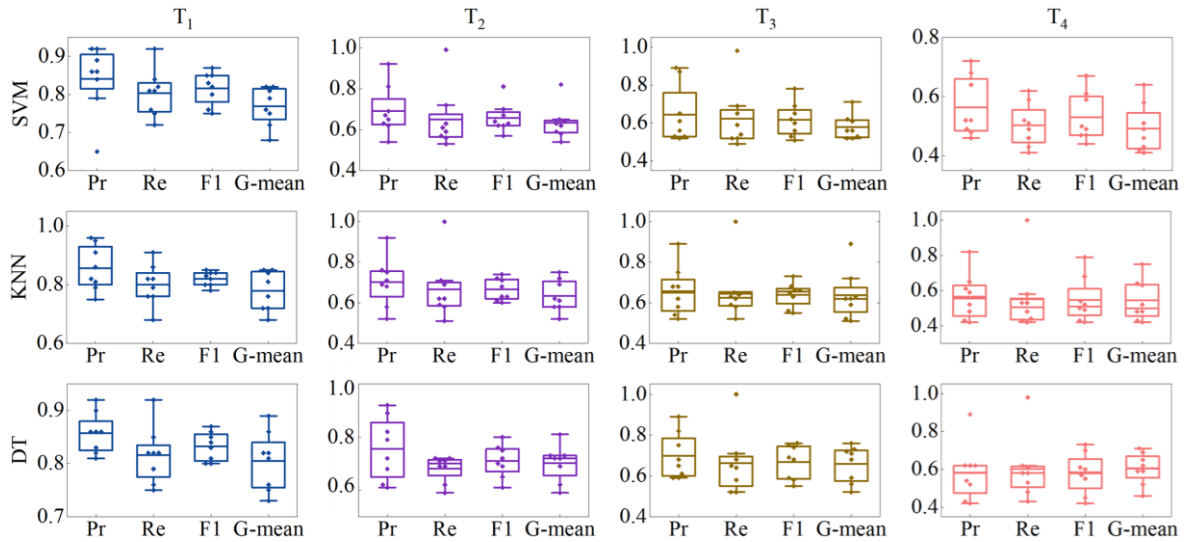 T1 T2 T3 T4
SVM
0.9 0.8 0.7 0.6
1.0 0.8 0.6 0.4
1.0 0.8 0.6 0.4
0.8 0.6 0.4
Pr Re F1 G-mean Pr Re F1 G-mean Pr Re F1 G-mean Pr Re F1 G-mean
KNN
1.0 0.8 0.6
1.0 0.8 0.6 0.4
1.0 0.8 0.6 0.4
1.0 0.8 0.6 0.4
Pr Re F1 G-mean Pr Re F1 G-mean Pr Re F1 G-mean Pr Re F1 G-mean
DT
0.9 0.8 0.7
1.0 0.8 0.6
1.0 0.8 0.6 0.4
1.0 0.8 0.6 0.4
Pr Re F1 G-mean Pr Re F1 G-mean Pr Re F1 G-mean Pr Re F1 G-mean